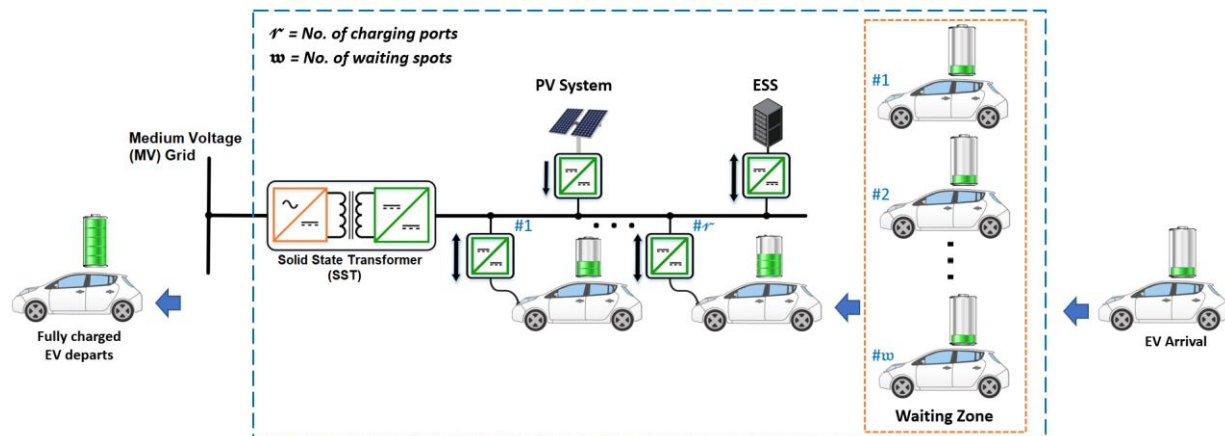 𝓇 = No. of charging ports
𝔴 = No. of waiting spots
PV System
ESS
#1
Medium Voltage
(MV) Grid
#2
#1
#𝓇
Solid State Transformer
(SST)
Fully charged
EV departs
EV Arrival
#𝔴
Waiting Zone